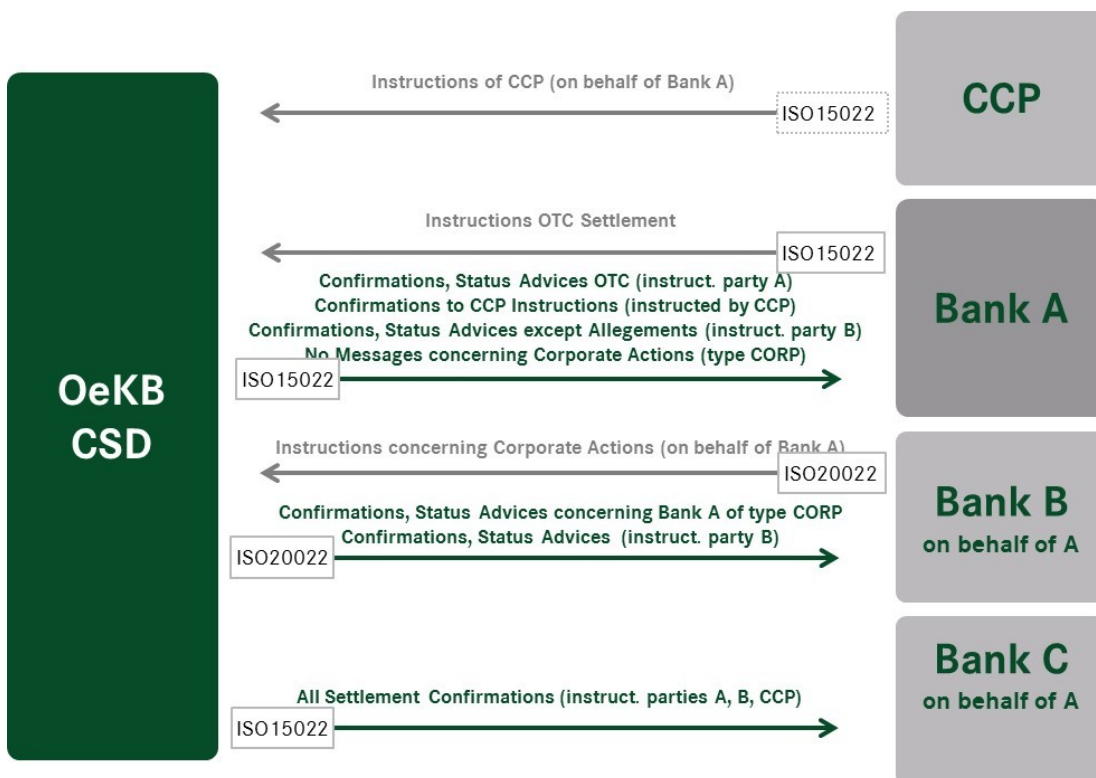 Instructions of CCP (on behalf of Bank A)
ISO15022
CCP
Instructions OTC Settlement
ISO15022
Confirmations, Status Advices OTC (instruct. party A)
Confirmations to CCP Instructions (instructed by CCP)
Confirmations, Status Advices except Allegements (instruct. party B)
No Messages concerning Corporate Actions (type CORP)
ISO15022
Bank A
OeKB
CSD
Instructions concerning Corporate Actions (on behalf of Bank A)
ISO20022
Confirmations, Status Advices concerning Bank A of type CORP
Confirmations, Status Advices (instruct. party B)
ISO20022
Bank B
on behalf of A
All Settlement Confirmations (instruct. parties A, B, CCP)
ISO15022
Bank C
on behalf of A